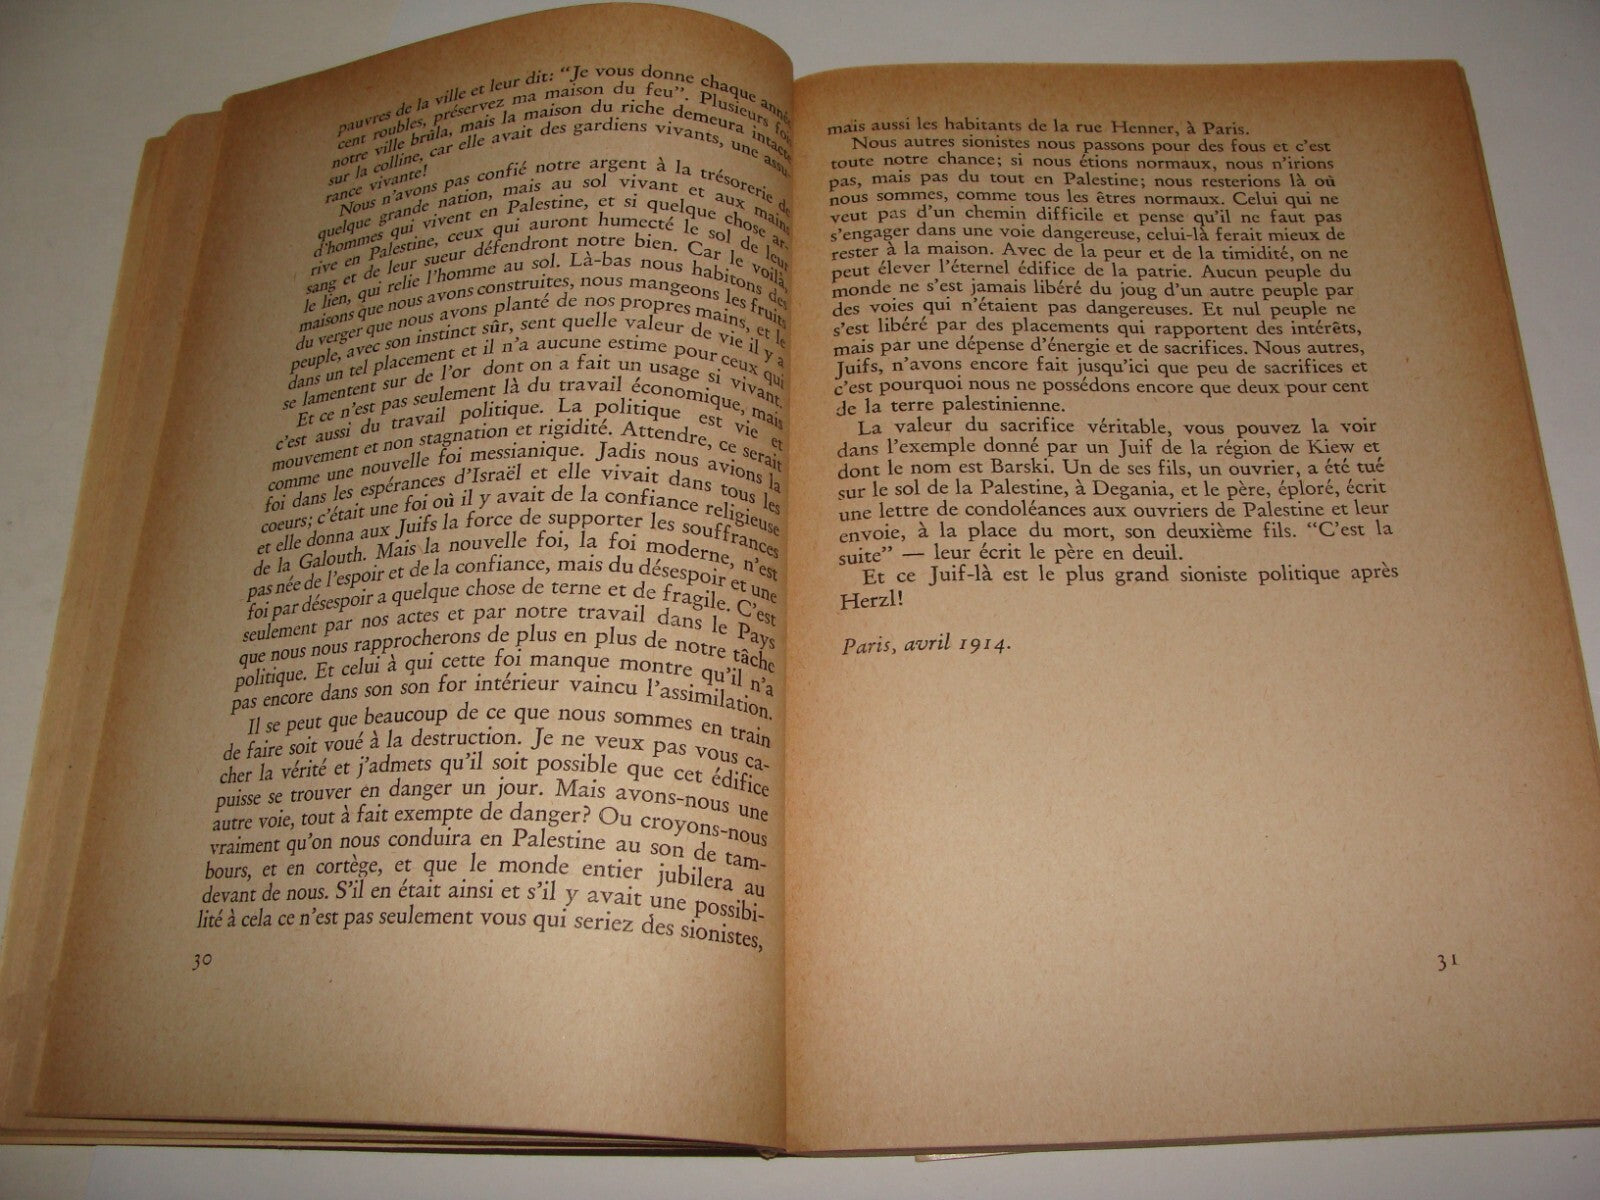 pauvres de la ville et leur dit: “Je vous donne chaque année
cent roubles, préservez ma maison du feu”. Plusieurs fois
notre ville brûla, mais la maison du riche demeura intacte
sur la colline, car elle avait des gardiens vivants, une assu-
rance vivante!
Nous n'avons pas confié notre argent à la trésorerie de
quelque grande nation, mais au sol vivant et aux mains
d'hommes qui vivent en Palestine, et si quelque chose ar-
rive en Palestine, ceux qui auront humecté le sol de leur
sang et de leur sueur défendront notre bien. Car le voilà,
le lien, qui relie l'homme au sol. Là-bas nous habitons des
maisons que nous avons construites, nous mangeons les fruits
du verger que nous avons planté de nos propres mains, et le
peuple, avec son instinct sûr, sent quelle valeur de vie il y a
dans un tel placement et il n'a aucune estime pour ceux qui
se lamentent sur de l'or dont on a fait un usage si vivant.
Et ce n'est pas seulement là du travail économique, mais
c'est aussi du travail politique. La politique est vie et
mouvement et non stagnation et rigidité. Attendre, ce serait
comme une nouvelle foi messianique. Jadis nous avions la
foi dans les espérances d'Israël et elle vivait dans tous les
coeurs; c'était une foi où il y avait de la confiance religieuse
et elle donna aux Juifs la force de supporter les souffrances
de la Galouth. Mais la nouvelle foi, la foi moderne, n'est
pas née de l'espoir et de la confiance, mais du désespoir et une
foi par désespoir a quelque chose de terne et de fragile. C'est
seulement par nos actes et par notre travail dans le Pays
que nous nous rapprocherons de plus en plus de notre tâche
politique. Et celui à qui cette foi manque montre qu'il n'a
pas encore dans son son for intérieur vaincu l'assimilation.
Il se peut que beaucoup de ce que nous sommes en train
de faire soit voué à la destruction. Je ne veux pas vous ca-
cher la vérité et j'admets qu'il soit possible que cet édifice
puisse se trouver en danger un jour. Mais avons-nous une
autre voie, tout à fait exempte de danger? Ou croyons-nous
vraiment qu'on nous conduira en Palestine au son de tam-
bours, et en cortège, et que le monde entier jubilera au
devant de nous. S'il en était ainsi et s'il y avait une possibi-
lité à cela ce n'est pas seulement vous qui seriez des sionistes,
30
mais aussi les habitants de la rue Henner, à Paris.
Nous autres sionistes nous passons pour des fous et c'est
toute notre chance; si nous étions normaux, nous n'irions
pas, mais pas du tout en Palestine; nous resterions là où
nous sommes, comme tous les êtres normaux. Celui qui ne
veut pas d'un chemin difficile et pense qu'il ne faut pas
s'engager dans une voie dangereuse, celui-là ferait mieux de
rester à la maison. Avec de la peur et de la timidité, on ne
peut élever l'éternel édifice de la patrie. Aucun peuple du
monde ne s'est jamais libéré du joug d'un autre peuple par
des voies qui n'étaient pas dangereuses. Et nul peuple ne
s'est libéré par des placements qui rapportent des intérêts,
mais par une dépense d'énergie et de sacrifices. Nous autres,
Juifs, n'avons encore fait jusqu'ici que peu de sacrifices et
c'est pourquoi nous ne possédons encore que deux pour cent
de la terre palestinienne.
La valeur du sacrifice véritable, vous pouvez la voir
dans l'exemple donné par un Juif de la région de Kiew et
dont le nom est Barski. Un de ses fils, un ouvrier, a été tué
sur le sol de la Palestine, à Degania, et le père, éploré, écrit
une lettre de condoléances aux ouvriers de Palestine et leur
envoie, à la place du mort, son deuxième fils. “C'est la
suite” — leur écrit le père en deuil.
Et ce Juif-là est le plus grand sioniste politique après
Herzl!
Paris, avril 1914.
31